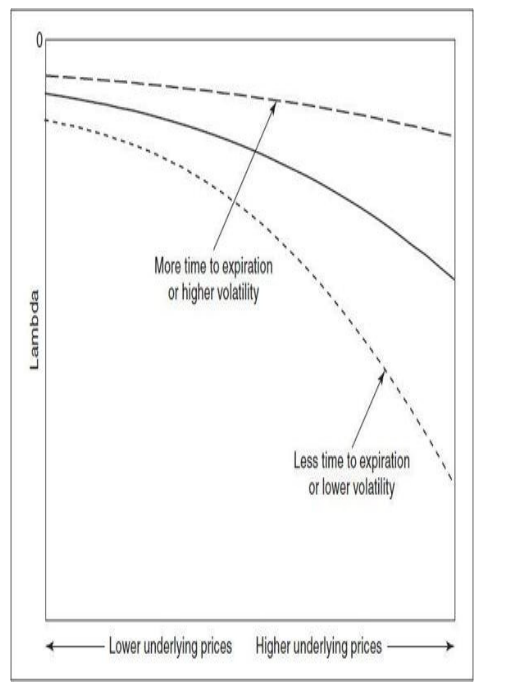 0
More time to expiration
or higher volatility
Lambda
Less time to expiration
or lower volatility
Lower underlying prices
Higher underlying prices